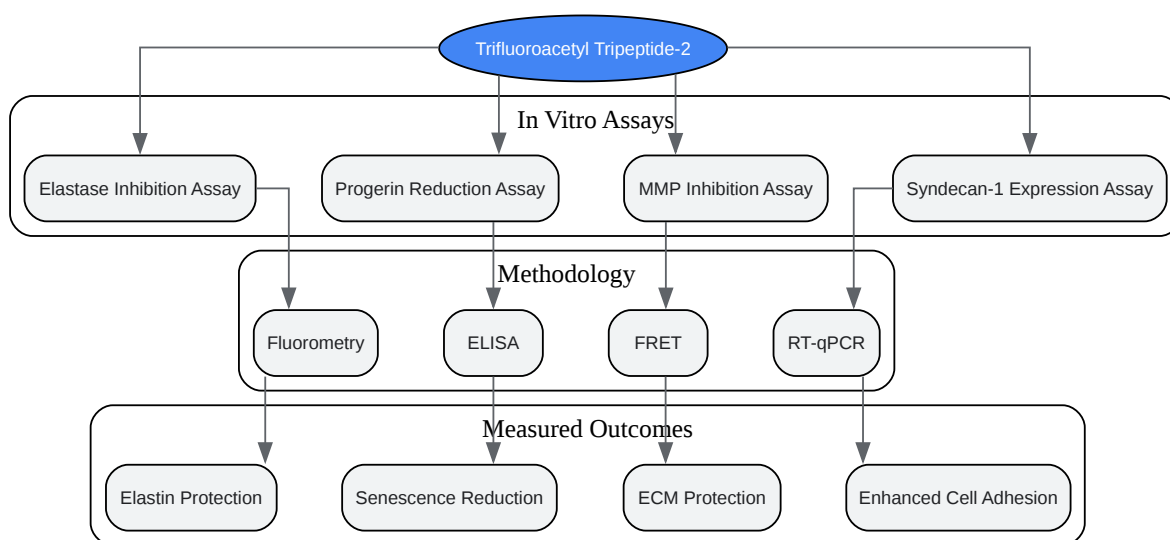 Trifluoroacetyl Tripeptide-2
In Vitro Assays
Elastase Inhibition Assay
Progerin Reduction Assay
MMP Inhibition Assay
Syndecan-1 Expression Assay
Methodology
Fluorometry
ELISA
FRET
RT-qPCR
Measured Outcomes
Elastin Protection
Senescence Reduction
ECM Protection
Enhanced Cell Adhesion